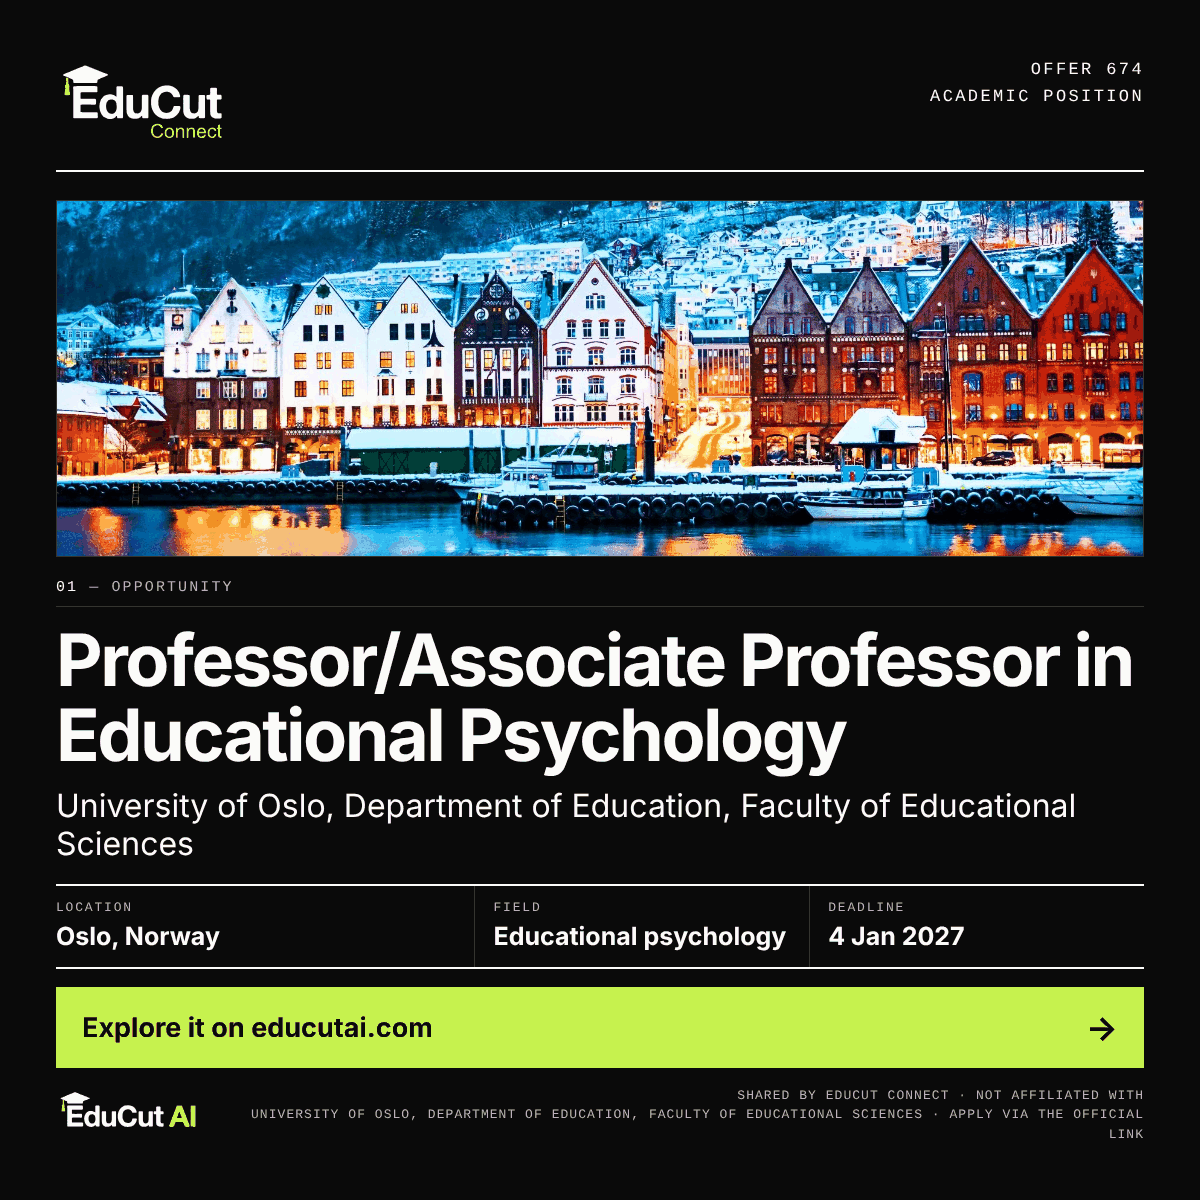 EduCut
Connect
OFFER 674
ACADEMIC POSITION
01 — OPPORTUNITY
Professor/Associate Professor in
Educational Psychology
University of Oslo, Department of Education, Faculty of Educational
Sciences
LOCATION
Oslo, Norway
FIELD
Educational psychology
DEADLINE
4 Jan 2027
Explore it on educutai.com →
EduCut AI
SHARED BY EDUCUT CONNECT · NOT AFFILIATED WITH
UNIVERSITY OF OSLO, DEPARTMENT OF EDUCATION, FACULTY OF EDUCATIONAL SCIENCES · APPLY VIA THE OFFICIAL
LINK